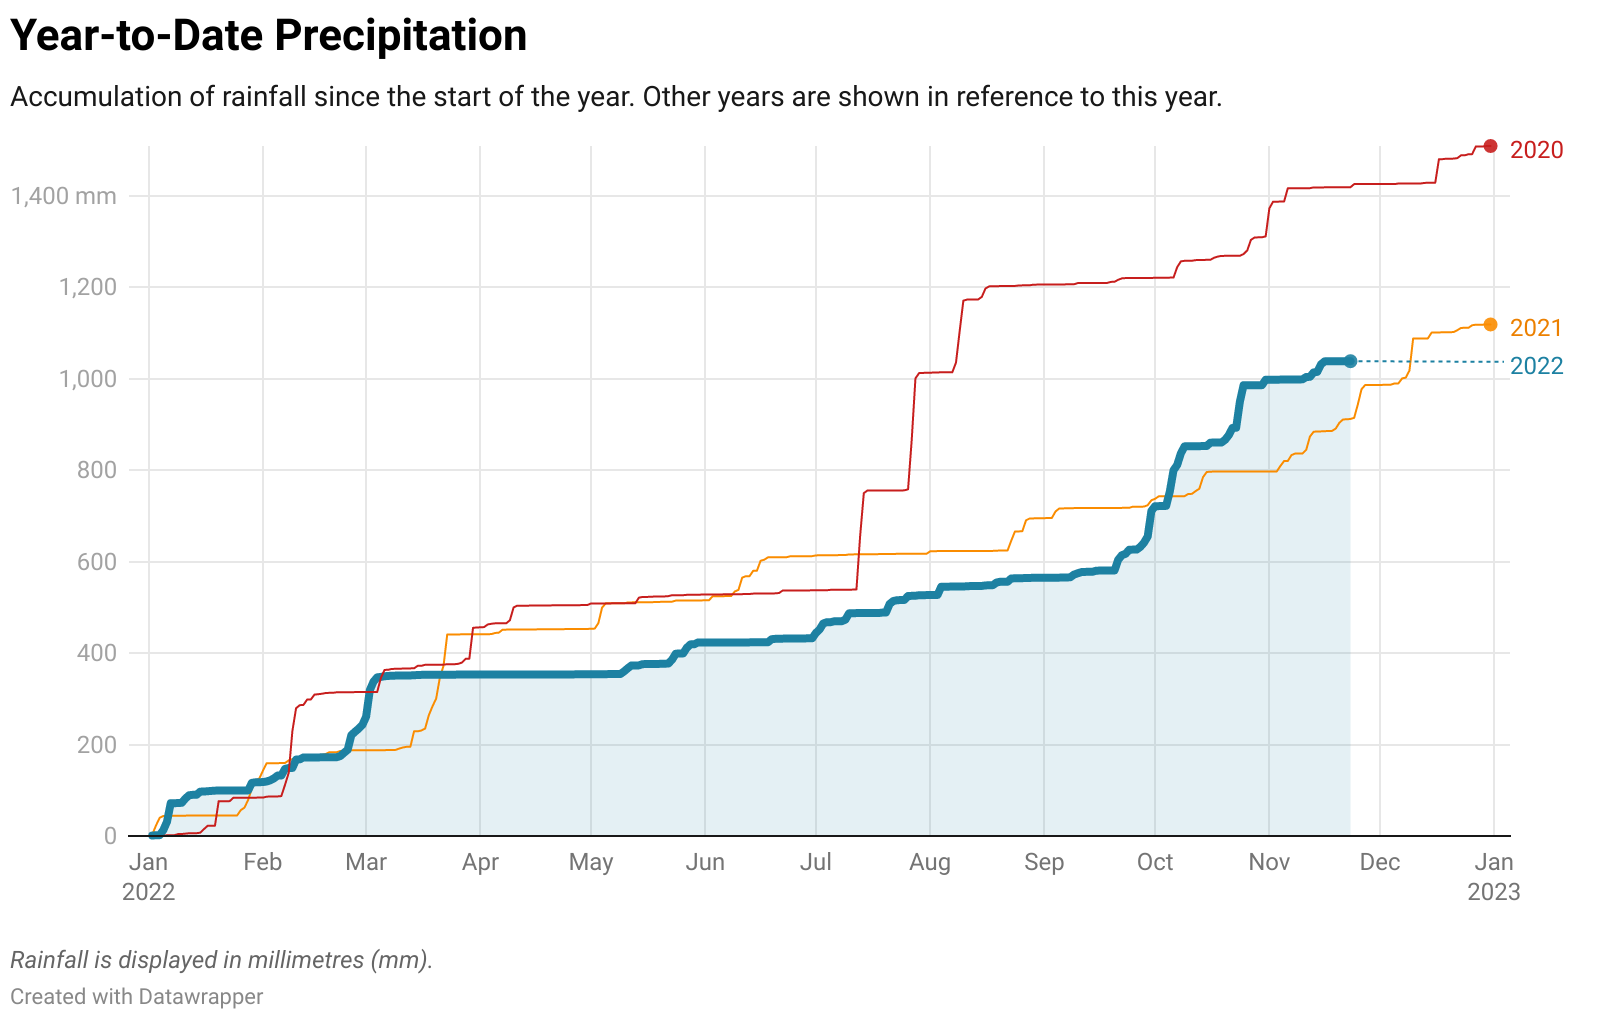 Year-to-Date Precipitation
Accumulation of rainfall since the start of the year. Other years are shown in reference to this year.
2020
1,400 mm
1,200
2021
1,000
2022
800
600
400
200
0
Jan Feb Mar Apr May Jun Jul Aug Sep Oct Nov Dec Jan
2022 2023
Rainfall is displayed in millimetres (mm).
Created with Datawrapper